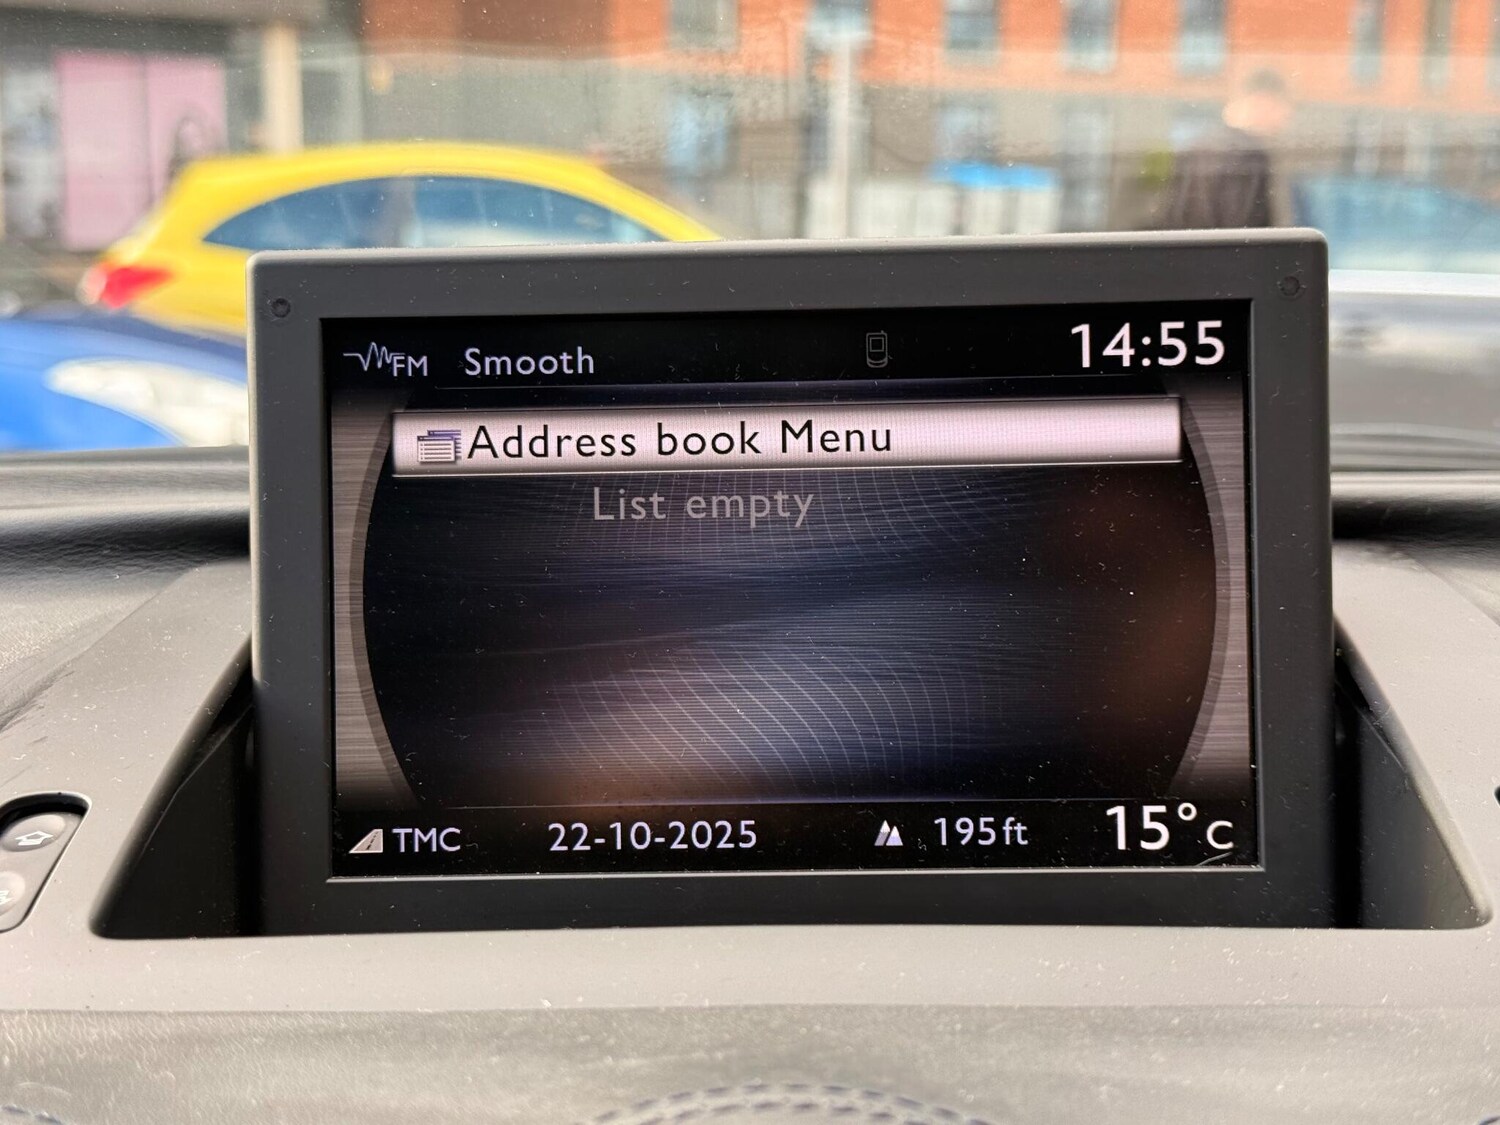 FM Smooth 14:55
Address book Menu
List empty
TMC 22-10-2025 195ft 15°C